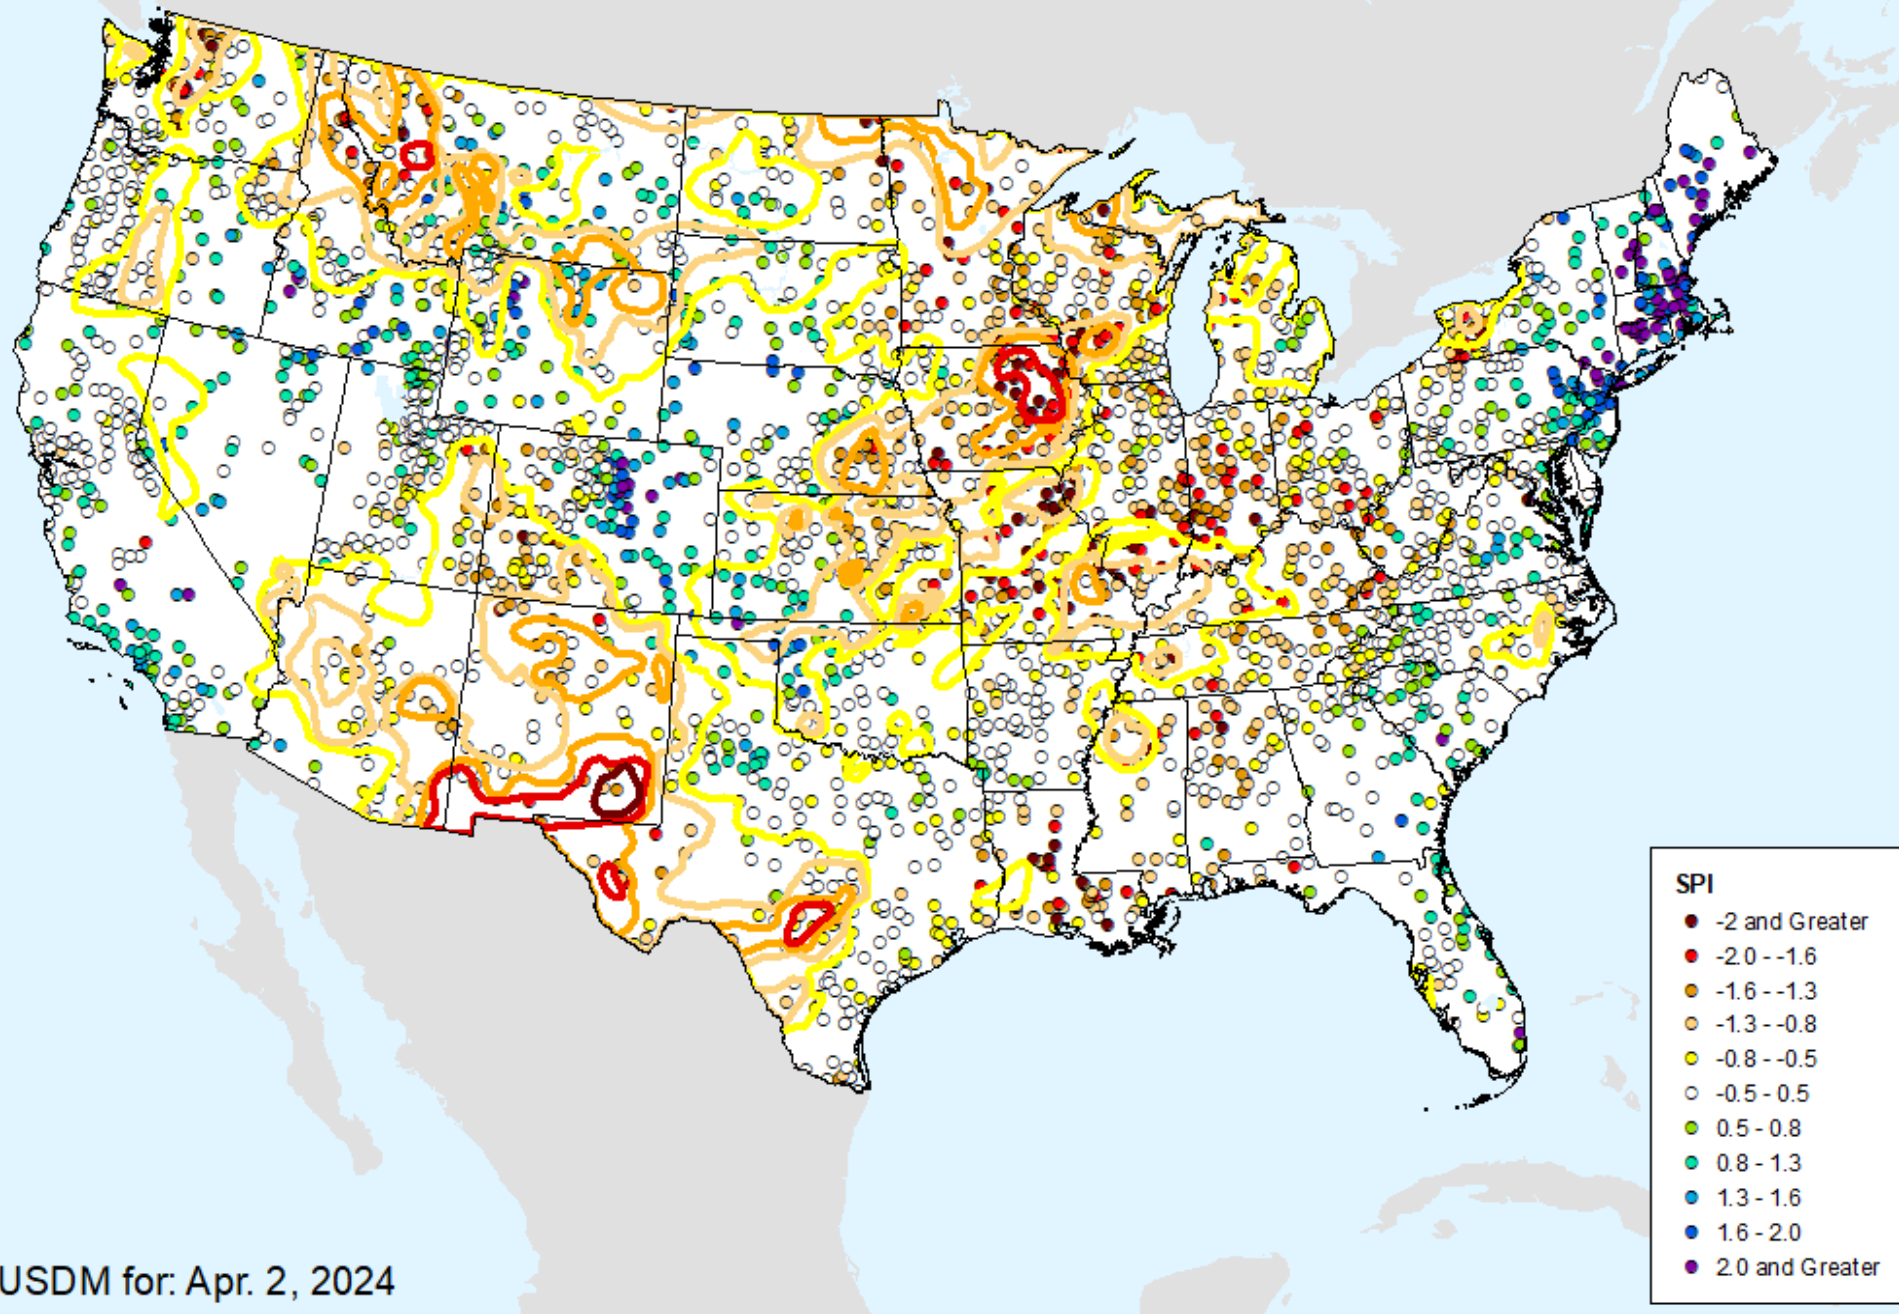 SPI
-2 and Greater
-2.0 - -1.6
-1.6 - -1.3
-1.3 - -0.8
-0.8 - -0.5
-0.5 - 0.5
0.5 - 0.8
0.8 - 1.3
1.3 - 1.6
1.6 - 2.0
2.0 and Greater
USDM for: Apr. 2, 2024